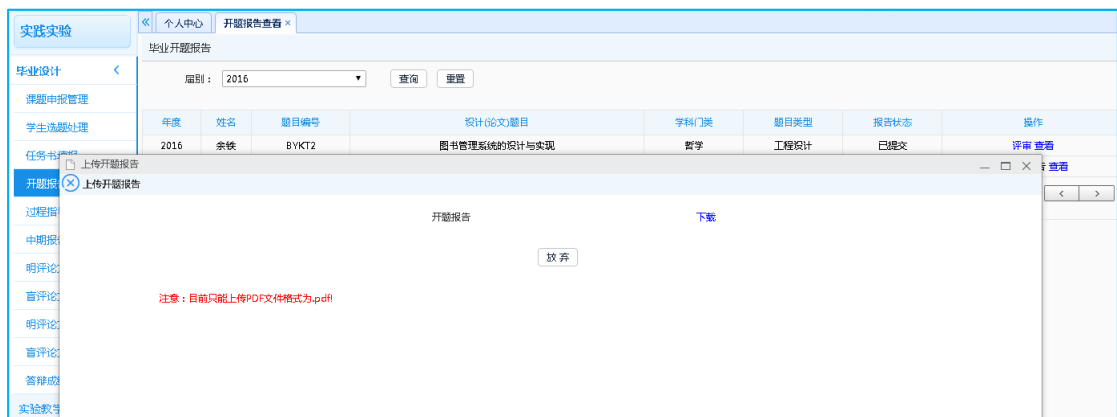 实践实验
个人中心
开题报告查看
毕业开题报告
毕业设计
届别： 2016 查询 重置
课题申报管理
学生选题处理
年度 姓名 题目编号 设计(论文)题目 学科门类 题目类型 报告状态 操作
2016 余轶 BYKT2 图书管理系统的设计与实现 哲学 工程设计 已提交 评审 查看
任务书
上传开题报告
查看
开题报
上传开题报告
过程指
开题报告 下载
中期报
放 弃
明评论
盲评论
注意：目前只能上传PDF文件格式为.pdf!
明评论
盲评论
答辩成
实验教学